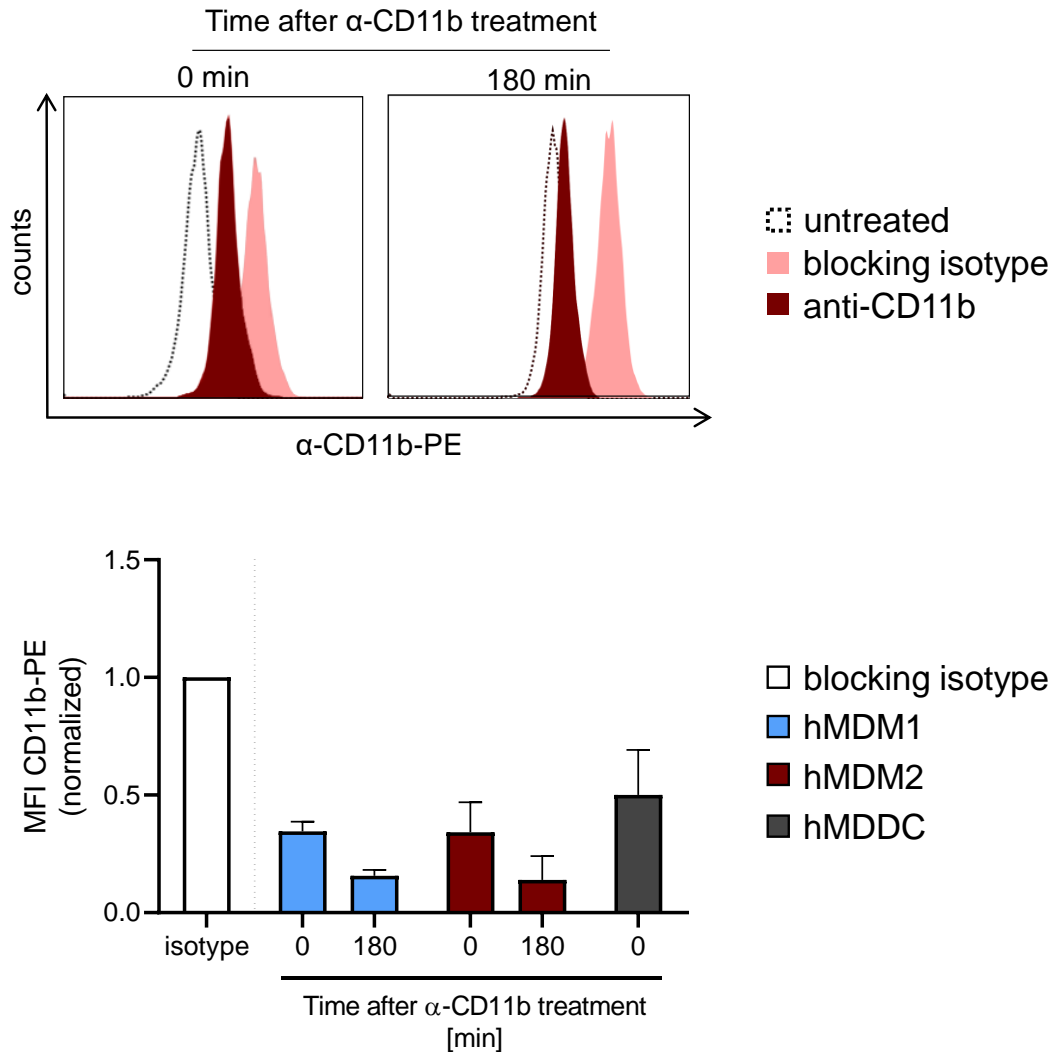 Time after α-CD11b treatment
0 min
180 min
counts
α-CD11b-PE
untreated
blocking isotype
anti-CD11b
1.5
1.0
0.5
0.0
MFI CD11b-PE
(normalized)
isotype
0
180
0
180
0
Time after α-CD11b treatment
[min]
blocking isotype
hMDM1
hMDM2
hMDDC